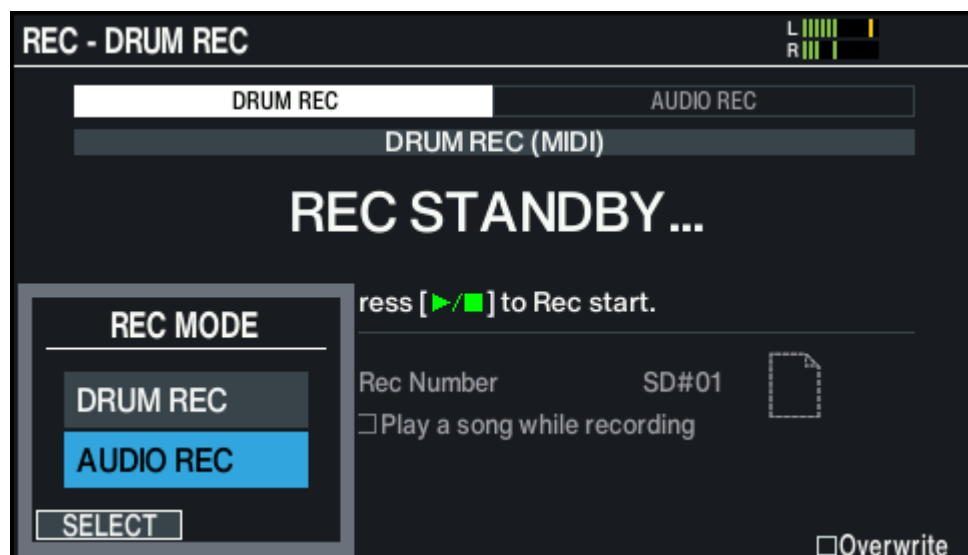 REC - DRUM REC
L
R
DRUM REC AUDIO REC
DRUM REC (MIDI)
REC STANDBY...
ress [▶/■] to Rec start.
REC MODE
DRUM REC
AUDIO REC
SELECT
Rec Number SD#01
Play a song while recording
Overwrite